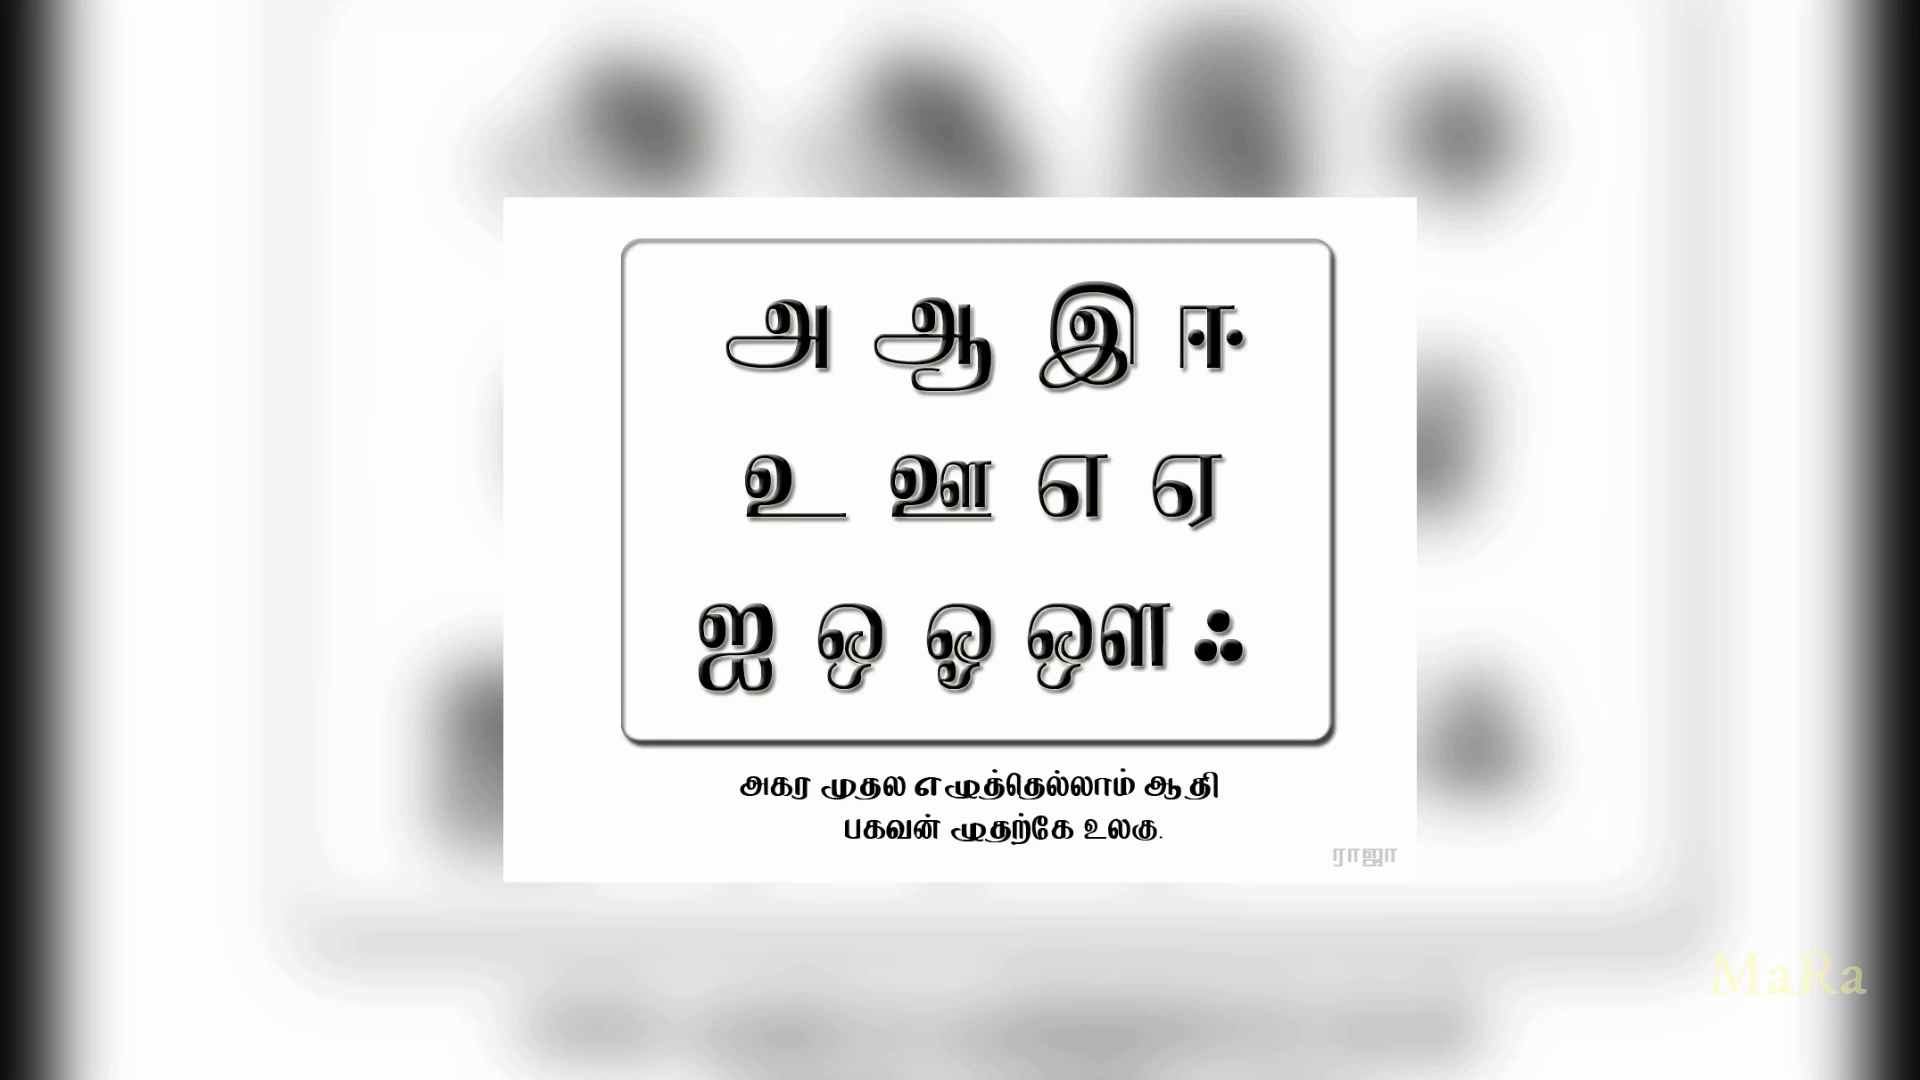 அ ஆ இ ஈ
உ ஊ எ ஏ
ஐ ஒ ஓ ஔ ஃ
அகர முதல எழுத்தெல்லாம் ஆதி
பகவன் முதற்கே உலகு.
ராஜா
MaRa